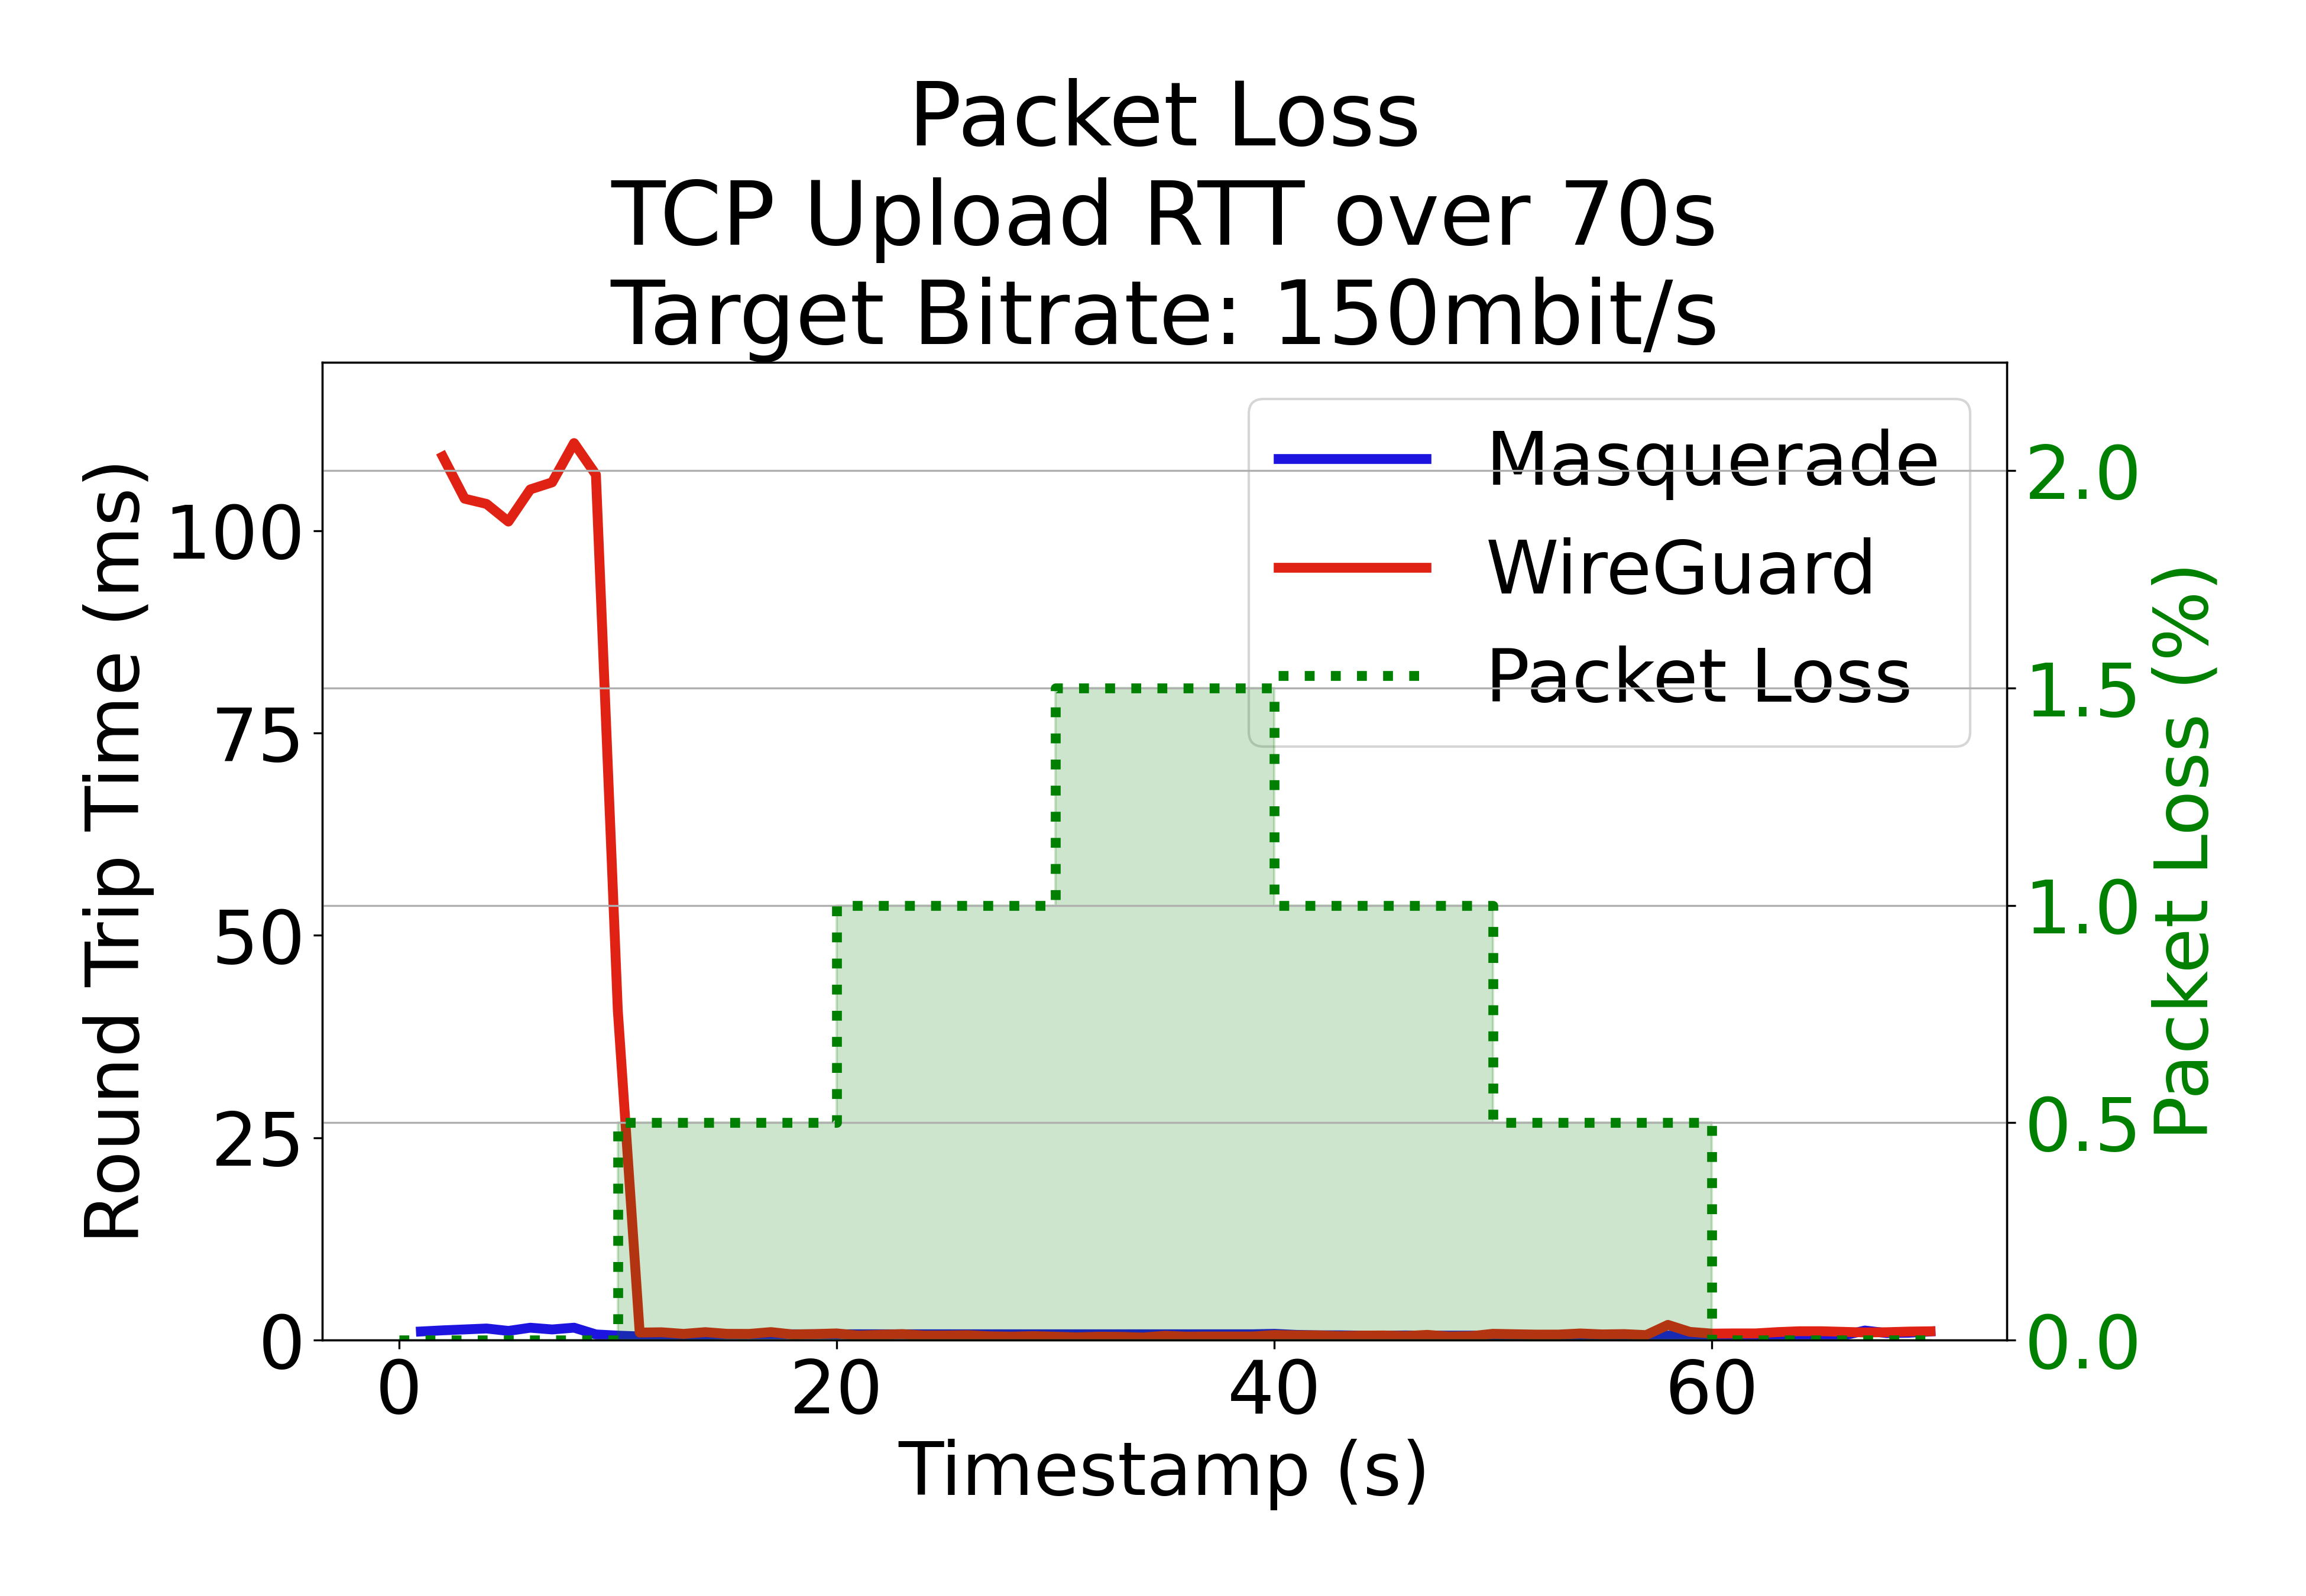 Packet Loss
TCP Upload RTT over 70s
Target Bitrate: 150mbit/s
Round Trip Time (ms)
100
75
50
25
0
Masquerade
WireGuard
Packet Loss
2.0
1.5
1.0
0.5
0.0
Packet Loss (%)
0 20 40 60
Timestamp (s)